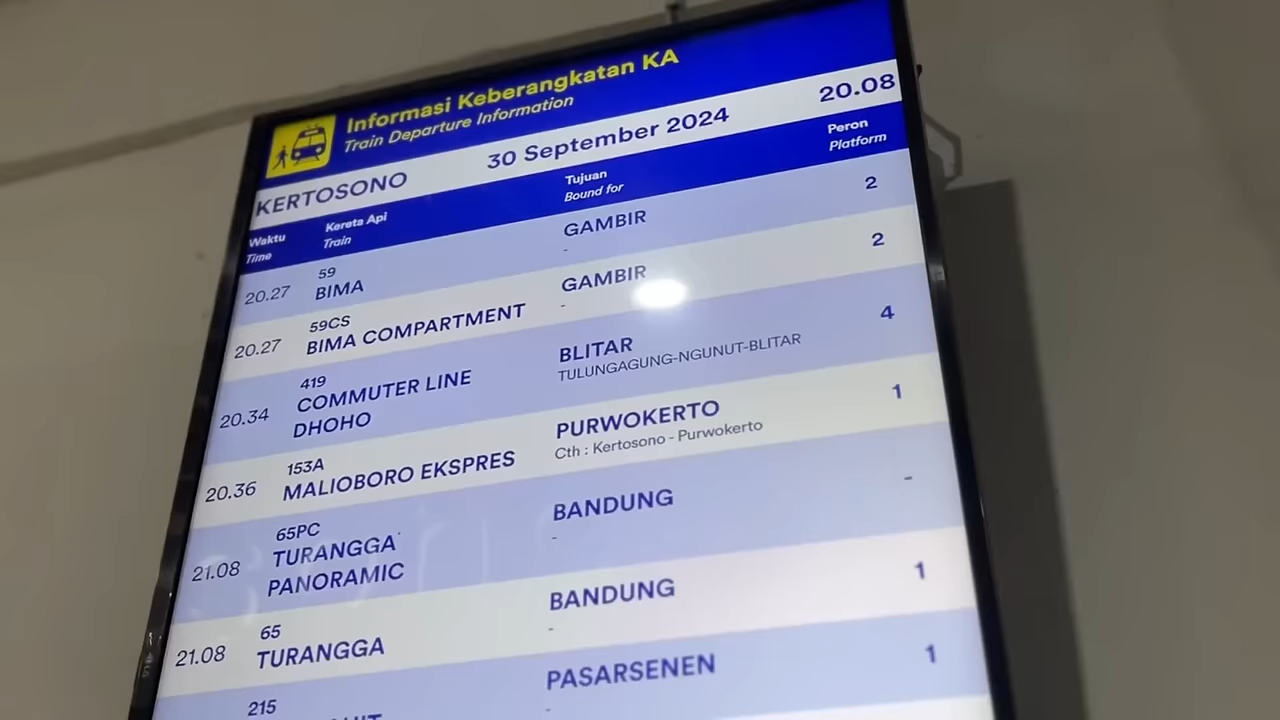 Informasi Keberangkatan KA
Train Departure Information
KERTOSONO 30 September 2024 20.08
Waktu Kereta Api Tujuan Peron
Time Train Bound for Platform
59
20.27 BIMA GAMBIR 2
-
59CS
20.27 BIMA COMPARTMENT GAMBIR 2
-
419
20.34 COMMUTER LINE BLITAR 4
DHOHO TULUNGAGUNG-NGUNUT-BLITAR
153A
20.36 MALIOBORO EKSPRES PURWOKERTO 1
Cth : Kertosono - Purwokerto
65PC
21.08 TURANGGA BANDUNG -
PANORAMIC -
65
21.08 TURANGGA BANDUNG 1
-
215
PASARSENEN 1
-